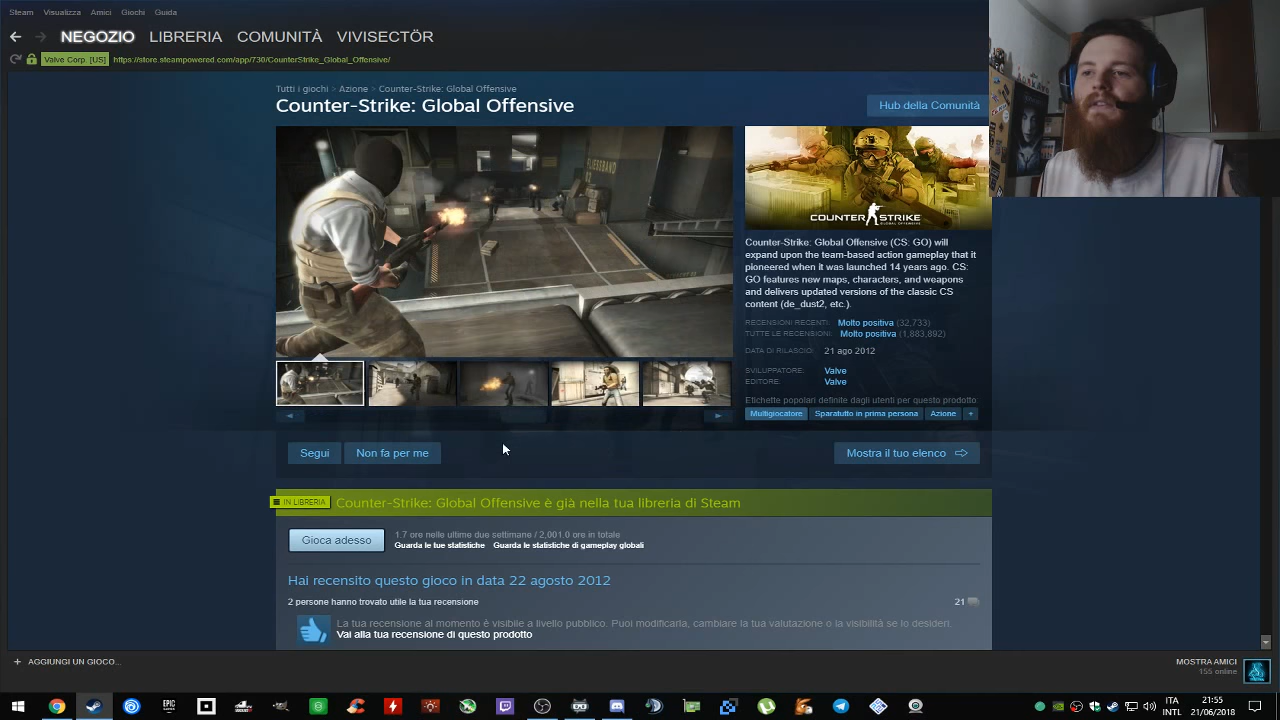 Steam Visualizza Amici Giochi Guida
NEGOZIO LIBRERIA COMUNITÀ VIVISECTÖR
Valve Corp. [US] https://store.steampowered.com/app/730/CounterStrike_Global_Offensive/
Tutti i giochi > Azione > Counter-Strike: Global Offensive
Counter-Strike: Global Offensive
Hub della Comunità
COUNTER STRIKE
GLOBAL OFFENSIVE
Counter-Strike: Global Offensive (CS: GO) will
expand upon the team-based action gameplay that it
pioneered when it was launched 14 years ago. CS:
GO features new maps, characters, and weapons
and delivers updated versions of the classic CS
content (de_dust2, etc.).
RECENSIONI RECENTI: Molto positiva (32,733)
TUTTE LE RECENSIONI: Molto positiva (1,883,892)
DATA DI RILASCIO: 21 ago 2012
SVILUPPATORE: Valve
EDITORE: Valve
Etichette popolari definite dagli utenti per questo prodotto
Multigiocatore Sparatutto in prima persona Azione +
Segui Non fa per me
Mostra il tuo elenco
IN LIBRERIA Counter-Strike: Global Offensive è già nella tua libreria di Steam
Gioca adesso
1.7 ore nelle ultime due settimane / 2,001.0 ore in totale
Guarda le tue statistiche Guarda le statistiche di gameplay globali
Hai recensito questo gioco in data 22 agosto 2012
2 persone hanno trovato utile la tua recensione
21
La tua recensione al momento è visibile a livello pubblico. Puoi modificarla, cambiare la tua valutazione o la visibilità se lo desideri.
Vai alla tua recensione di questo prodotto
+ AGGIUNGI UN GIOCO...
MOSTRA AMICI
155 online
EPIC
GAMES
ITA
INTL
21:55
21/06/2018